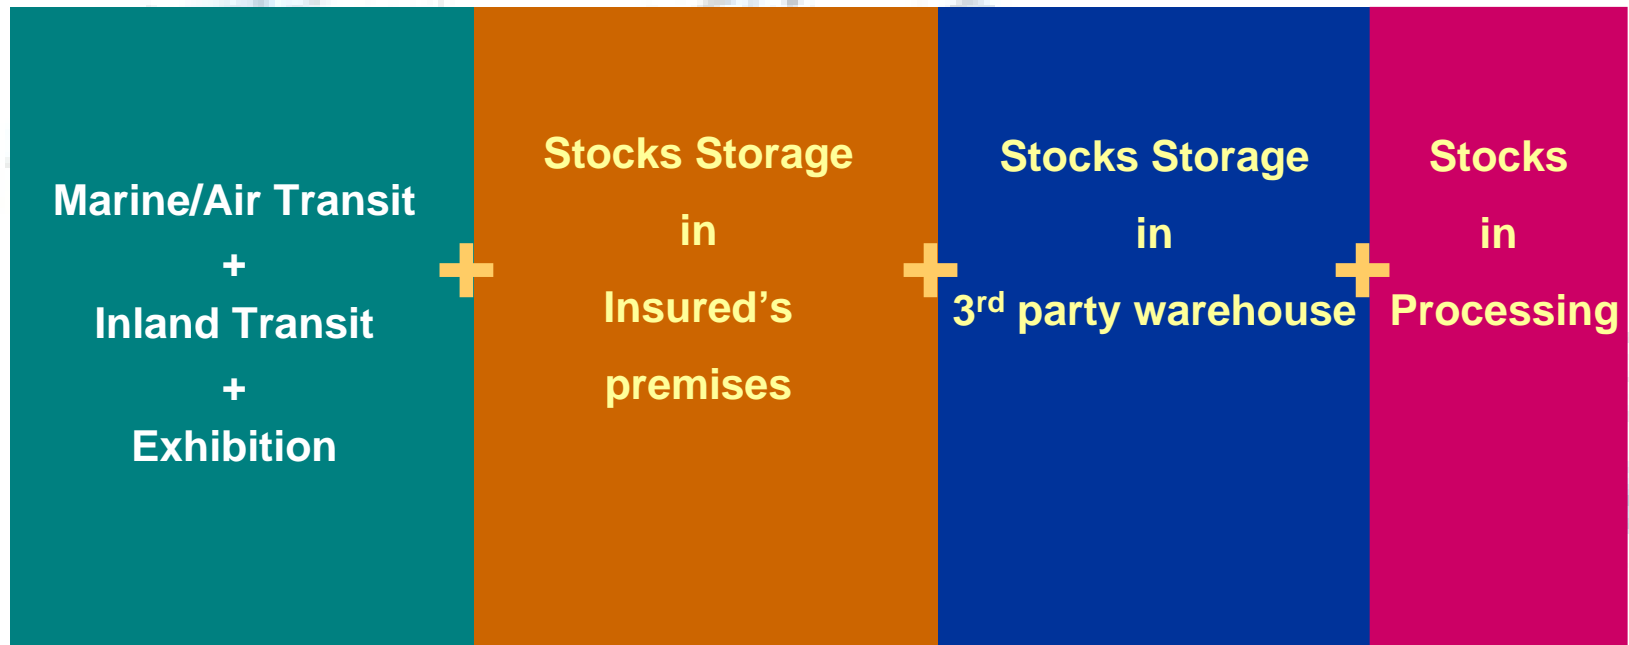 Marine/Air Transit
+
Inland Transit
+
Exhibition
+
Stocks Storage
in
Insured’s
premises
+
Stocks Storage
in
3rd party warehouse
+
Stocks
in
Processing